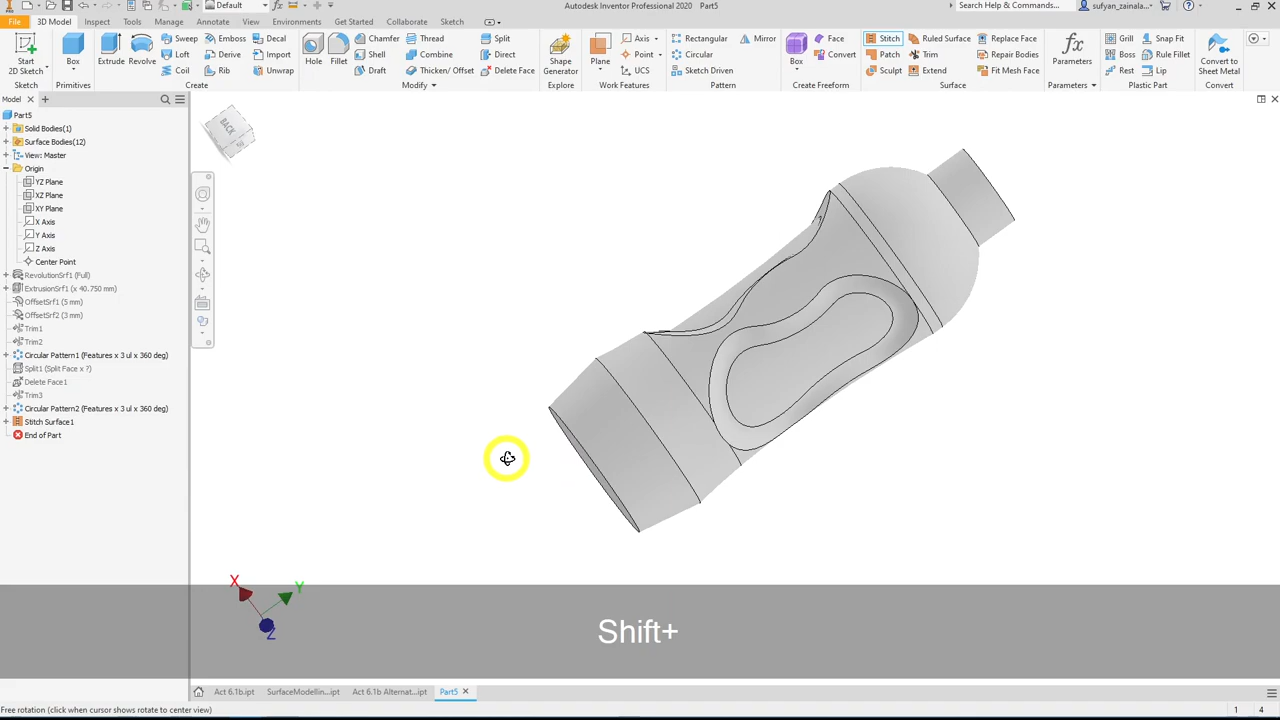 Default
Autodesk Inventor Professional 2020 Part5
Search Help & Commands...
sufyan_zainala...
File 3D Model Inspect Tools Manage Annotate View Environments Get Started Collaborate Sketch
Start
2D Sketch
Sketch
Box
Primitives
Extrude
Revolve
Sweep
Loft
Coil
Emboss
Derive
Rib
Decal
Import
Unwrap
Create
Hole
Fillet
Chamfer
Shell
Draft
Thread
Combine
Thicken/ Offset
Split
Direct
Delete Face
Modify
Shape
Generator
Explore
Plane
Axis
Point
UCS
Work Features
Rectangular
Circular
Sketch Driven
Mirror
Pattern
Box
Face
Convert
Create Freeform
Stitch
Patch
Sculpt
Ruled Surface
Trim
Extend
Replace Face
Repair Bodies
Fit Mesh Face
Surface
Parameters
Parameters
Grill
Boss
Rest
Snap Fit
Rule Fillet
Lip
Plastic Part
Convert to
Sheet Metal
Convert
Model
Part5
Solid Bodies(1)
Surface Bodies(12)
View: Master
Origin
YZ Plane
XZ Plane
XY Plane
X Axis
Y Axis
Z Axis
Center Point
RevolutionSrf1 (Full)
ExtrusionSrf1 (x 40.750 mm)
OffsetSrf1 (5 mm)
OffsetSrf2 (3 mm)
Trim1
Trim2
Circular Pattern1 (Features x 3 ul x 360 deg)
Split1 (Split Face x ?)
Delete Face1
Trim3
Circular Pattern2 (Features x 3 ul x 360 deg)
Stitch Surface1
End of Part
BACK
X
Y
Z
Shift+
Act 6.1b.ipt SurfaceModellin...ipt Act 6.1b Alternat...ipt Part5
Free rotation (click when cursor shows rotate to center view)
1 4